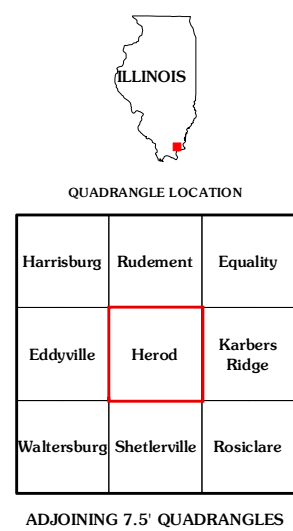 ILLINOIS
QUADRANGLE LOCATION
Harrisburg Rudement Equality
Eddyville Herod Karbers
Ridge
Waltersburg Shetlerville Rosiclare
ADJOINING 7.5' QUADRANGLES